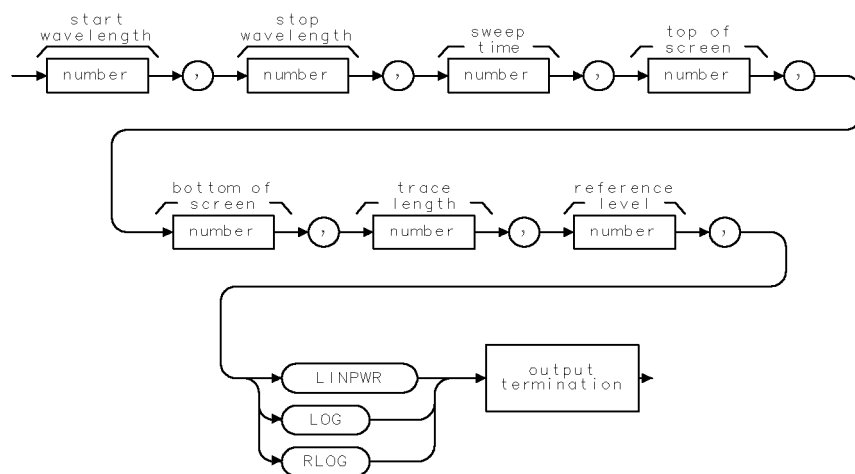 start wavelength
stop wavelength
sweep time
top of screen
number , number , number , number ,
bottom of screen
trace length
reference level
number , number , number ,
LINPWR
LOG
RLOG
output termination